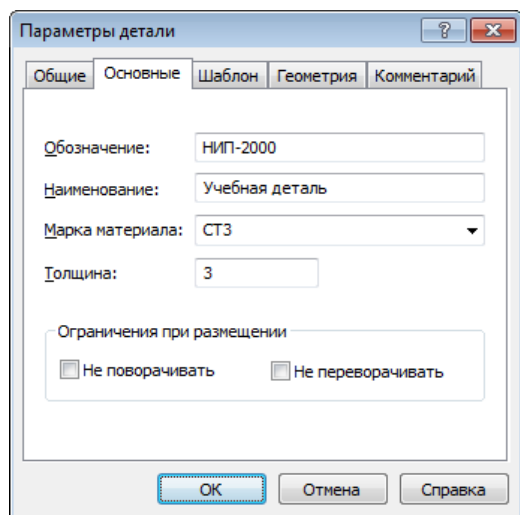 Параметры детали
Общие Основные Шаблон Геометрия Комментарий
Обозначение: НИП-2000
Наименование: Учебная деталь
Марка материала: СТ3
Толщина: 3
Ограничения при размещении
Не поворачивать Не переворачивать
ОК Отмена Справка